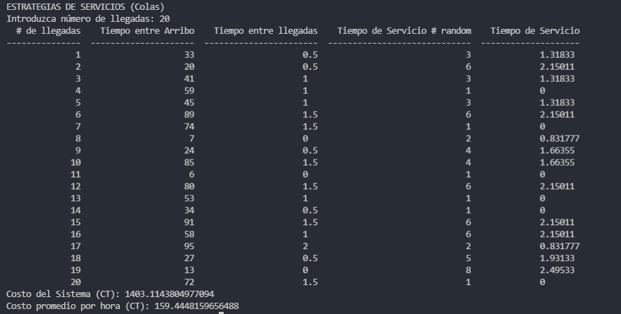 ESTRATEGIAS DE SERVICIOS (Colas)
Introduzca número de llegadas: 20
# de llegadas Tiempo entre Arribo Tiempo entre llegadas Tiempo de Servicio # random Tiempo de Servicio
-------------- ------------------- --------------------- --------------------------- -------------------
1 33 0.5 3 1.31833
2 20 0.5 6 2.15011
3 41 1 3 1.31833
4 59 1 1 0
5 45 1 3 1.31833
6 89 1.5 6 2.15011
7 74 1.5 1 0
8 7 0 2 0.831777
9 24 0.5 4 1.66355
10 85 1.5 4 1.66355
11 6 0 1 0
12 80 1.5 6 2.15011
13 53 1 1 0
14 34 0.5 1 0
15 91 1.5 6 2.15011
16 58 1 6 2.15011
17 95 2 2 0.831777
18 27 0.5 5 1.93133
19 13 0 8 2.49533
20 72 1.5 1 0
Costo del Sistema (CT): 1403.1143804977094
Costo promedio por hora (CT): 159.4448159656488